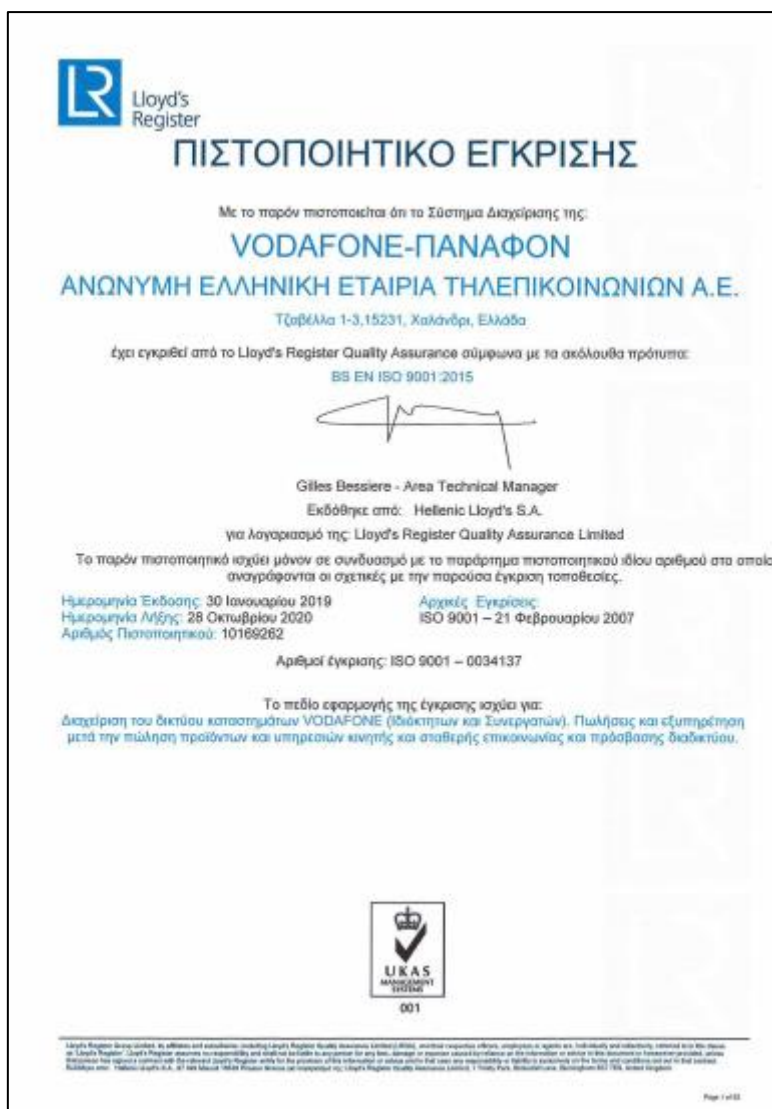 LR
Lloyd's
Register
ΠΙΣΤΟΠΟΙΗΤΙΚΟ ΕΓΚΡΙΣΗΣ
Με το παρόν πιστοποιείται ότι το Σύστημα Διαχείρισης της:
VODAFONE-ΠΑΝΑΦΟΝ
ΑΝΩΝΥΜΗ ΕΛΛΗΝΙΚΗ ΕΤΑΙΡΙΑ ΤΗΛΕΠΙΚΟΙΝΩΝΙΩΝ Α.Ε.
Τζαβέλλα 1-3,15231, Χαλάνδρι, Ελλάδα
έχει εγκριθεί από το Lloyd's Register Quality Assurance σύμφωνα με τα ακόλουθα πρότυπα:
BS EN ISO 9001:2015
Gilles Bessiere - Area Technical Manager
Εκδόθηκε από: Hellenic Lloyd's S.A.
για λογαριασμό της: Lloyd's Register Quality Assurance Limited
Το παρόν πιστοποιητικό ισχύει μόνον σε συνδυασμό με το παράρτημα πιστοποιητικού ιδίου αριθμού στο οποίο
αναγράφονται οι σχετικές με την παρούσα έγκριση τοποθεσίες.
Ημερομηνία Έκδοσης: 30 Ιανουαρίου 2019
Ημερομηνία Λήξης: 28 Οκτωβρίου 2020
Αριθμός Πιστοποιητικού: 10169262
Αρχικές Εγκρίσεις:
ISO 9001 – 21 Φεβρουαρίου 2007
Αριθμοί έγκρισης: ISO 9001 – 0034137
Το πεδίο εφαρμογής της έγκρισης ισχύει για:
Διαχείριση του δικτύου καταστημάτων VODAFONE (Ιδιόκτητων και Συνεργατών). Πωλήσεις και εξυπηρέτηση
μετά την πώληση προϊόντων και υπηρεσιών κινητής και σταθερής επικοινωνίας και πρόσβασης διαδικτύου.
UKAS
MANAGEMENT
SYSTEMS
001